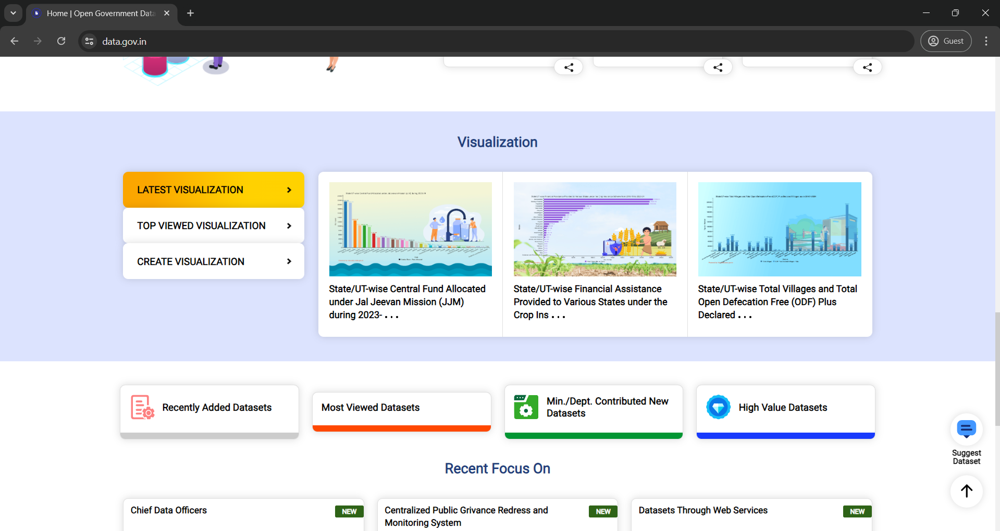 Home | Open Government Data
data.gov.in
Guest
Visualization
LATEST VISUALIZATION
TOP VIEWED VISUALIZATION
CREATE VISUALIZATION
State/UT-wise Central Fund Allocated
under Jal Jeevan Mission (JJM)
during 2023- . . .
State/UT-wise Financial Assistance
Provided to Various States under the
Crop Ins . . .
State/UT-wise Total Villages and Total
Open Defecation Free (ODF) Plus
Declared . . .
Recently Added Datasets
Most Viewed Datasets
Min./Dept. Contributed New
Datasets
High Value Datasets
Suggest
Dataset
Recent Focus On
Chief Data Officers
NEW
Centralized Public Grivance Redress and
Monitoring System
NEW
Datasets Through Web Services
NEW